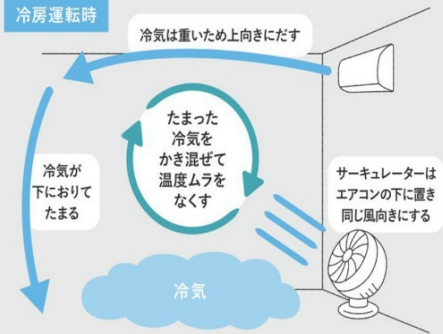 冷房運転時
冷気は重いため上向きにだす
たまった
冷気を
かき混ぜて
温度ムラを
なくす
冷気が
下におりて
たまる
サーキュレーターは
エアコンの下に置き
同じ風向きにする
冷気